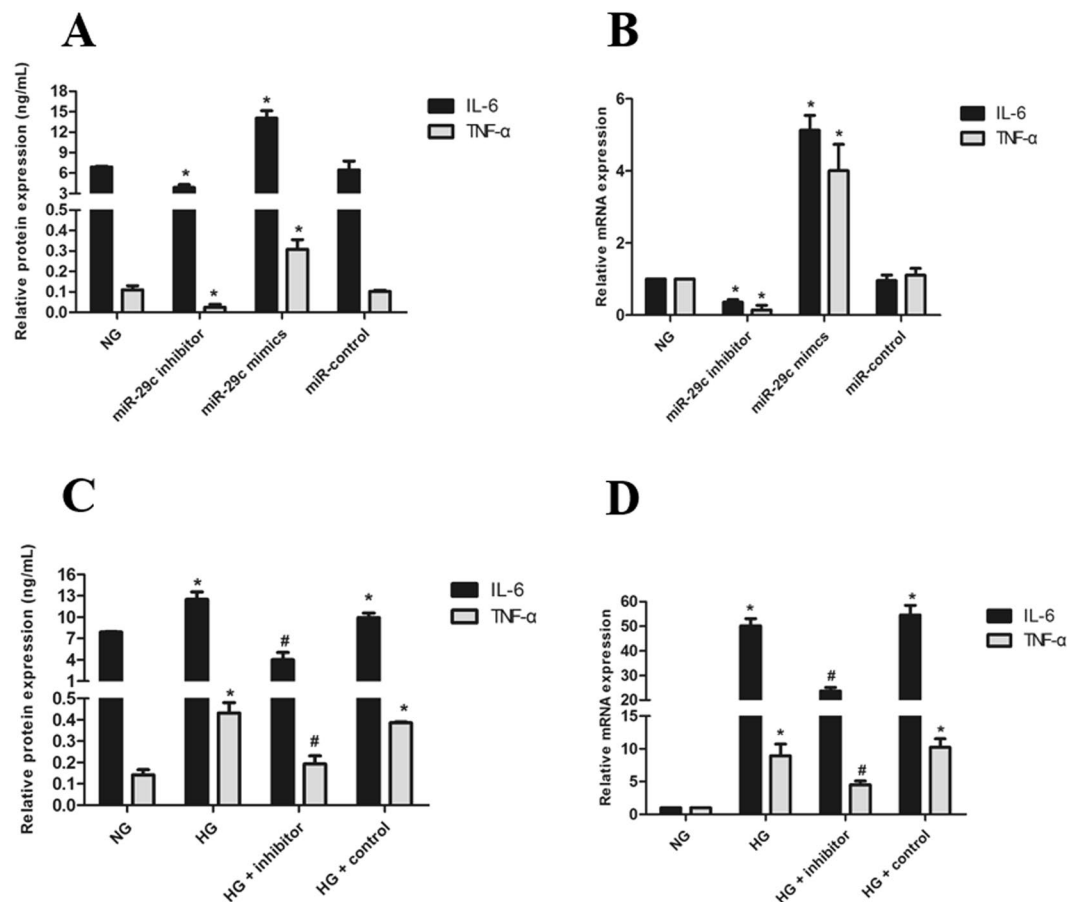 A
Relative protein expression (ng/mL)
18
15
12
9
6
3
0.5
0.4
0.3
0.2
0.1
0.0
*
*
*
*
IL-6
TNF-α
NG
miR-29c inhibitor
miR-29c mimics
miR-control
B
Relative mRNA expression
6
4
2
0
*
*
*
*
IL-6
TNF-α
NG
miR-29c inhibitor
miR-29c mimcs
miR-control
C
Relative protein expression (ng/mL)
16
13
10
7
4
1
0.5
0.4
0.3
0.2
0.1
0.0
*
*
#
#
*
*
IL-6
TNF-α
NG
HG
HG + inhibitor
HG + control
D
Relative mRNA expression
60
50
40
30
20
15
10
5
0
*
*
#
#
*
*
IL-6
TNF-α
NG
HG
HG + inhibitor
HG + control